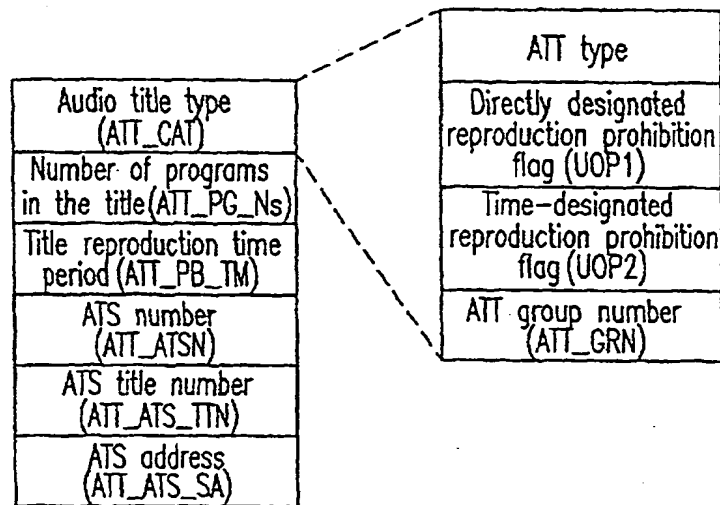 Audio title type
(ATT_CAT)
Number of programs
in the title (ATT_PG_Ns)
Title reproduction time
period (ATT_PB_TM)
ATS number
(ATT_ATSN)
ATS title number
(ATT_ATS_TTN)
ATS address
(ATT_ATS_SA)
ATT type
Directly designated
reproduction prohibition
flag (UOP1)
Time-designated
reproduction prohibition
flag (UOP2)
ATT group number
(ATT_GRN)